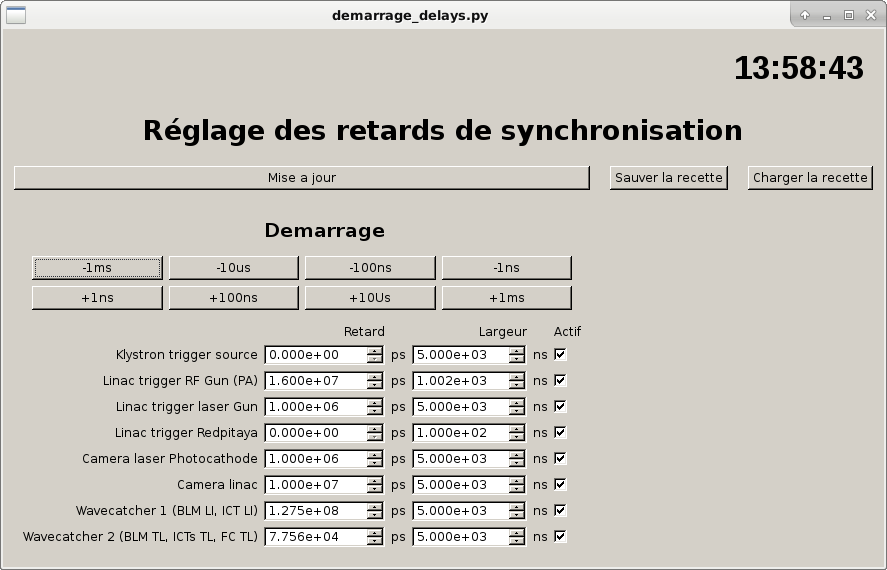 demarrage_delays.py
13:58:43
Réglage des retards de synchronisation
Mise a jour Sauver la recette Charger la recette
Demarrage
-1ms -10us -100ns -1ns
+1ns +100ns +10Us +1ms
Retard Largeur Actif
Klystron trigger source 0.000e+00 ps 5.000e+03 ns
Linac trigger RF Gun (PA) 1.600e+07 ps 1.002e+03 ns
Linac trigger laser Gun 1.000e+06 ps 5.000e+03 ns
Linac trigger Redpitaya 0.000e+00 ps 1.000e+02 ns
Camera laser Photocathode 1.000e+06 ps 5.000e+03 ns
Camera linac 1.000e+07 ps 5.000e+03 ns
Wavecatcher 1 (BLM LI, ICT LI) 1.275e+08 ps 5.000e+03 ns
Wavecatcher 2 (BLM TL, ICTs TL, FC TL) 7.756e+04 ps 5.000e+03 ns